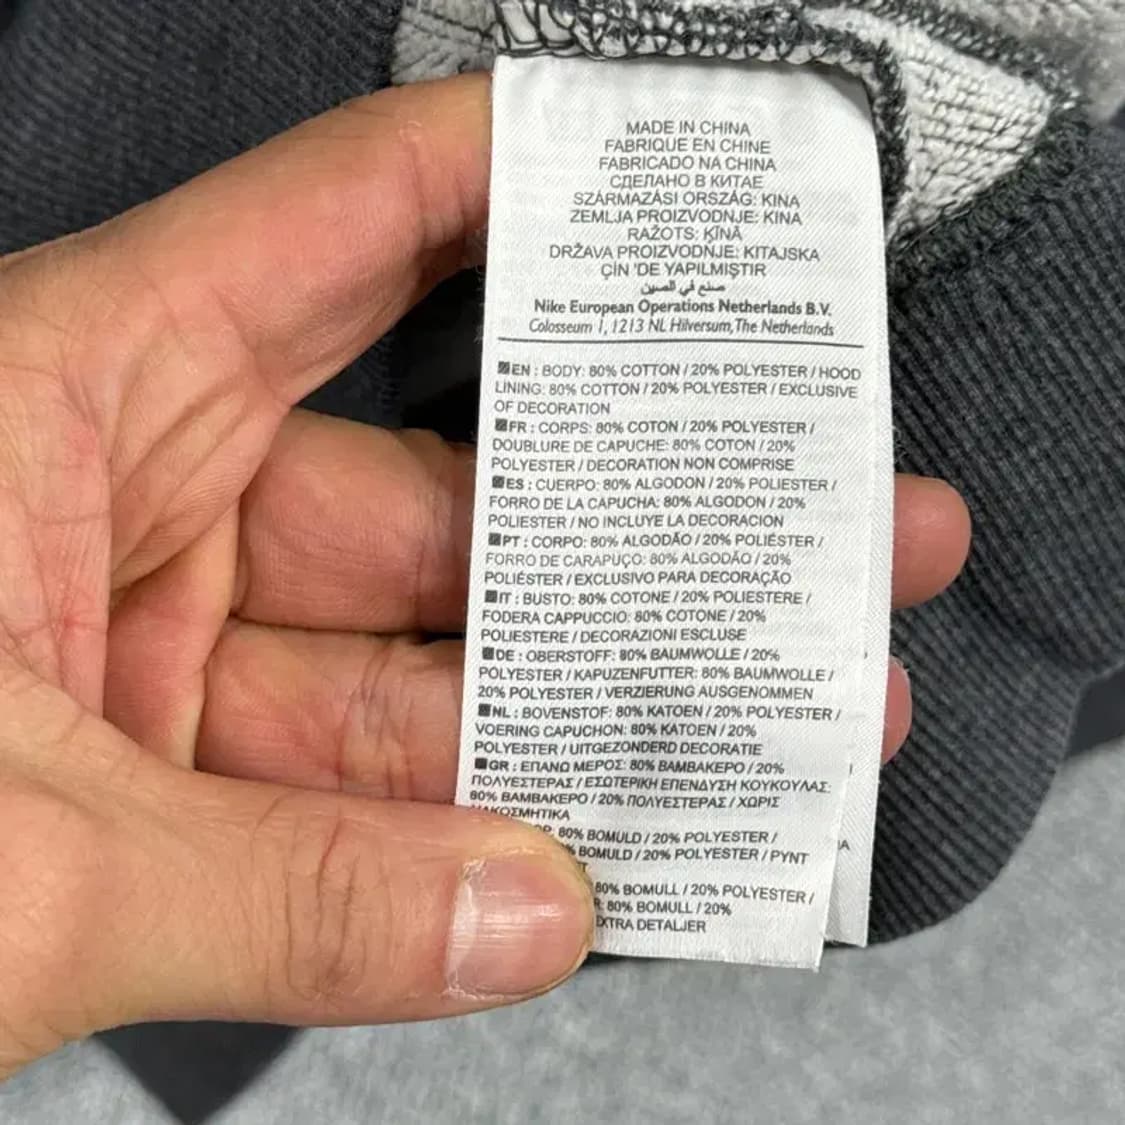 MADE IN CHINA
FABRIQUE EN CHINE
FABRICADO NA CHINA
СДЕЛАНО В КИТАЕ
SZÁRMAZÁSI ORSZÁG: KINA
ZEMLJA PROIZVODNJE: KINA
RAŽOTS: ĶĪNĀ
DRŽAVA PROIZVODNJE: KITAJSKA
ÇİN 'DE YAPILMIŞTIR
صنع في الصين
Nike European Operations Netherlands B.V.
Colosseum 1, 1213 NL Hilversum, The Netherlands
EN : BODY: 80% COTTON / 20% POLYESTER / HOOD
LINING: 80% COTTON / 20% POLYESTER / EXCLUSIVE
OF DECORATION
FR : CORPS: 80% COTON / 20% POLYESTER /
DOUBLURE DE CAPUCHE: 80% COTON / 20%
POLYESTER / DECORATION NON COMPRISE
ES : CUERPO: 80% ALGODON / 20% POLIESTER /
FORRO DE LA CAPUCHA: 80% ALGODON / 20%
POLIESTER / NO INCLUYE LA DECORACION
PT : CORPO: 80% ALGODÃO / 20% POLIÉSTER /
FORRO DE CARAPUÇO: 80% ALGODÃO / 20%
POLIÉSTER / EXCLUSIVO PARA DECORAÇÃO
IT : BUSTO: 80% COTONE / 20% POLIESTERE /
FODERA CAPPUCCIO: 80% COTONE / 20%
POLIESTERE / DECORAZIONI ESCLUSE
DE : OBERSTOFF: 80% BAUMWOLLE / 20%
POLYESTER / KAPUZENFUTTER: 80% BAUMWOLLE /
20% POLYESTER / VERZIERUNG AUSGENOMMEN
NL : BOVENSTOF: 80% KATOEN / 20% POLYESTER /
VOERING CAPUCHON: 80% KATOEN / 20%
POLYESTER / UITGEZONDERD DECORATIE
GR : ΕΠΑΝΩ ΜΕΡΟΣ: 80% ΒΑΜΒΑΚΕΡΟ / 20%
ΠΟΛΥΕΣΤΕΡΑΣ / ΕΣΩΤΕΡΙΚΗ ΕΠΕΝΔΥΣΗ ΚΟΥΚΟΥΛΑΣ:
80% ΒΑΜΒΑΚΕΡΟ / 20% ΠΟΛΥΕΣΤΕΡΑΣ / ΧΩΡΙΣ
80% BOMULD / 20% POLYESTER /
BOMULD / 20% POLYESTER / PYNT
80% BOMULL / 20% POLYESTER /
80% BOMULL / 20%
EXTRA DETALJER